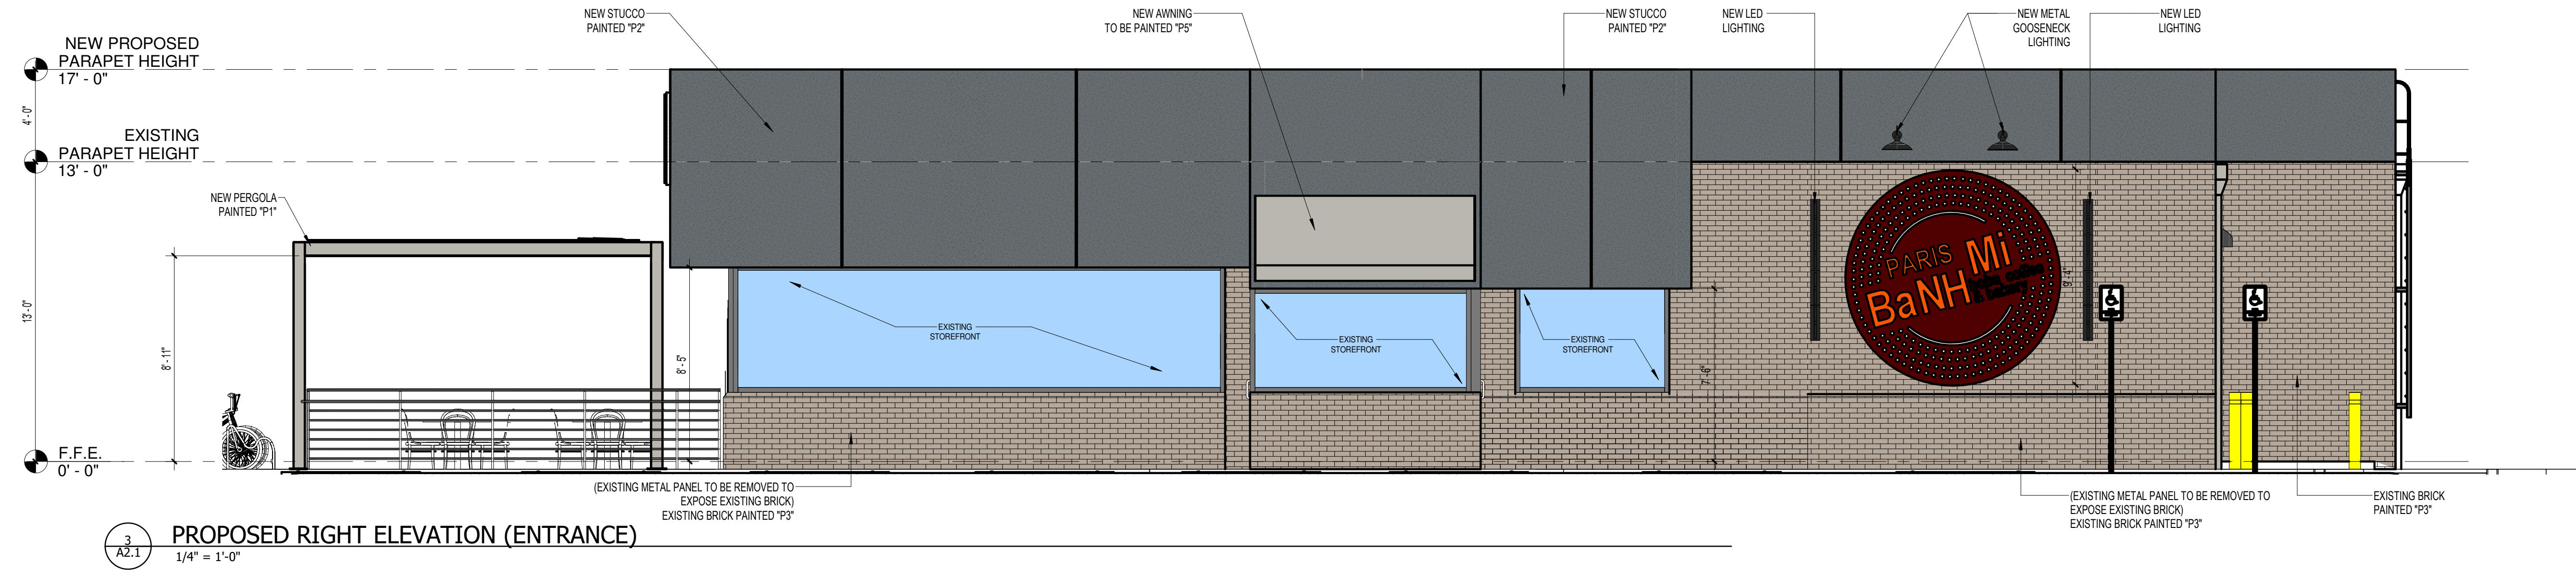 NEW STUCCO
PAINTED "P2"
NEW AWNING
TO BE PAINTED "P5"
NEW STUCCO
PAINTED "P2"
NEW LED
LIGHTING
NEW METAL
GOOSENECK
LIGHTING
NEW LED
LIGHTING
NEW PROPOSED
PARAPET HEIGHT
17' - 0"
4'-0"
EXISTING
PARAPET HEIGHT
13' - 0"
NEW PERGOLA
PAINTED "P1"
13'-0"
8' - 11"
8' - 5"
7' - 6"
9'-4"
EXISTING
STOREFRONT
EXISTING
STOREFRONT
EXISTING
STOREFRONT
PARIS
BaNH Mi
boba, coffee
& bakery
F.F.E.
0' - 0"
(EXISTING METAL PANEL TO BE REMOVED TO
EXPOSE EXISTING BRICK)
EXISTING BRICK PAINTED "P3"
(EXISTING METAL PANEL TO BE REMOVED TO
EXPOSE EXISTING BRICK)
EXISTING BRICK PAINTED "P3"
EXISTING BRICK
PAINTED "P3"
3
A2.1
PROPOSED RIGHT ELEVATION (ENTRANCE)
1/4" = 1'-0"